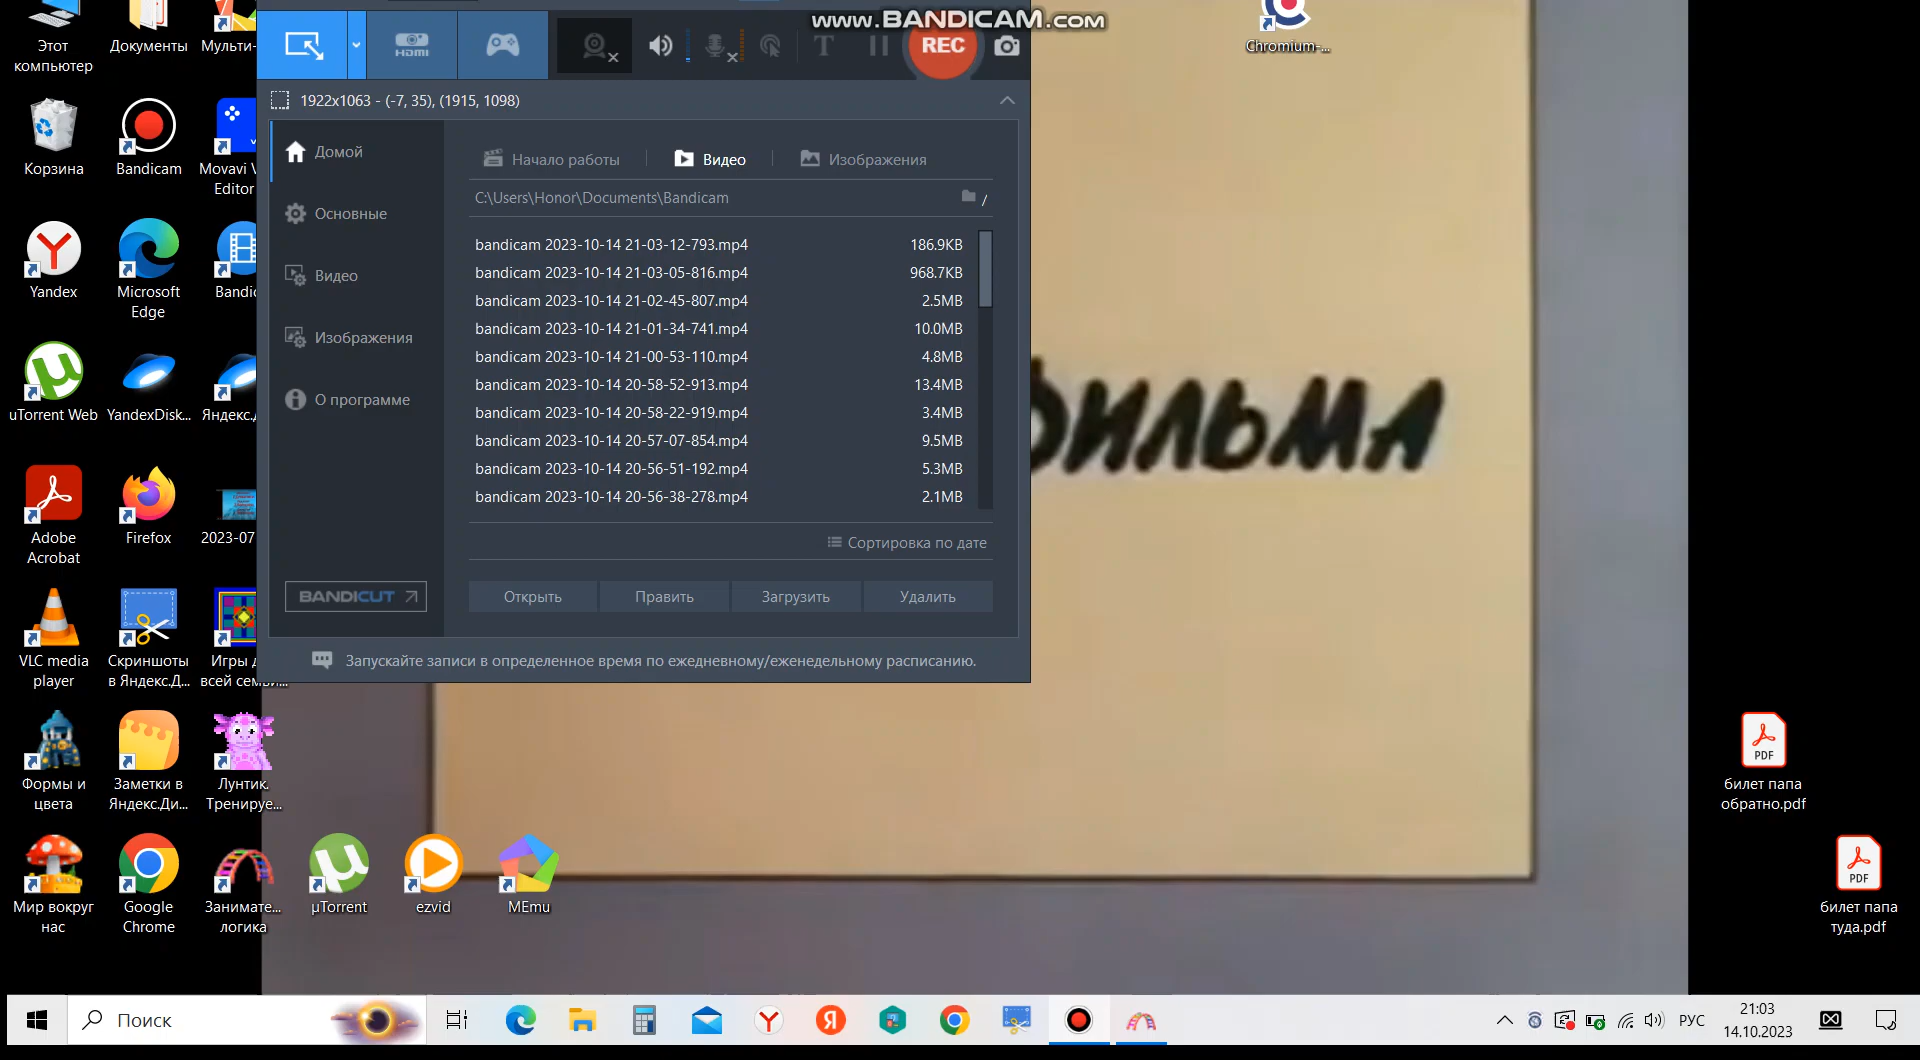 www.BANDICAM.com
HDMI
T
REC
1922x1063 - (-7, 35), (1915, 1098)
Домой
Основные
Видео
Изображения
О программе
BANDICUT
Начало работы
Видео
Изображения
C:\Users\Honor\Documents\Bandicam
bandicam 2023-10-14 21-03-12-793.mp4 186.9KB
bandicam 2023-10-14 21-03-05-816.mp4 968.7KB
bandicam 2023-10-14 21-02-45-807.mp4 2.5MB
bandicam 2023-10-14 21-01-34-741.mp4 10.0MB
bandicam 2023-10-14 21-00-53-110.mp4 4.8MB
bandicam 2023-10-14 20-58-52-913.mp4 13.4MB
bandicam 2023-10-14 20-58-22-919.mp4 3.4MB
bandicam 2023-10-14 20-57-07-854.mp4 9.5MB
bandicam 2023-10-14 20-56-51-192.mp4 5.3MB
bandicam 2023-10-14 20-56-38-278.mp4 2.1MB
Сортировка по дате
Открыть
Править
Загрузить
Удалить
Запускайте записи в определенное время по ежедневному/еженедельному расписанию.
ФИЛЬМА
Этот
компьютер
Документы
Мульти-
Корзина
Bandicam
Movavi V
Editor
Yandex
Microsoft
Edge
Bandic
uTorrent Web
YandexDisk...
Яндекс.Д
Adobe
Acrobat
Firefox
2023-07
VLC media
player
Скриншоты
в Яндекс.Д...
Игры д
всей семьи...
Формы и
цвета
Заметки в
Яндекс.Ди...
Лунтик.
Тренируе...
Мир вокруг
нас
Google
Chrome
Занимате...
логика
µTorrent
ezvid
MEmu
Chromium-...
PDF
билет папа
обратно.pdf
PDF
билет папа
туда.pdf
Поиск
РУС
21:03
14.10.2023